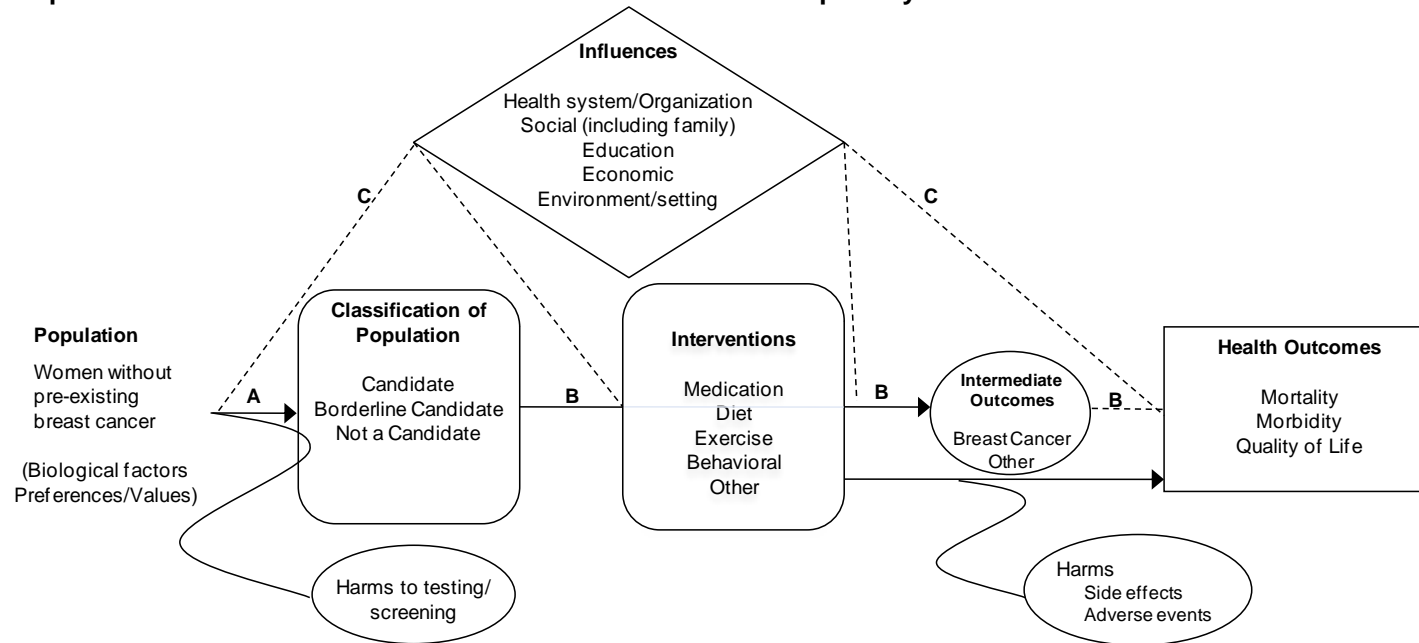 Influences
Health system/Organization
Social (including family)
Education
Economic
Environment/setting
C
C
Population
Women without
pre-existing
breast cancer
(Biological factors
Preferences/Values)
A
Classification of
Population
Candidate
Borderline Candidate
Not a Candidate
B
Interventions
Medication
Diet
Exercise
Behavioral
Other
B
Intermediate
Outcomes
Breast Cancer
Other
B
Health Outcomes
Mortality
Morbidity
Quality of Life
Harms to testing/
screening
Harms
Side effects
Adverse events